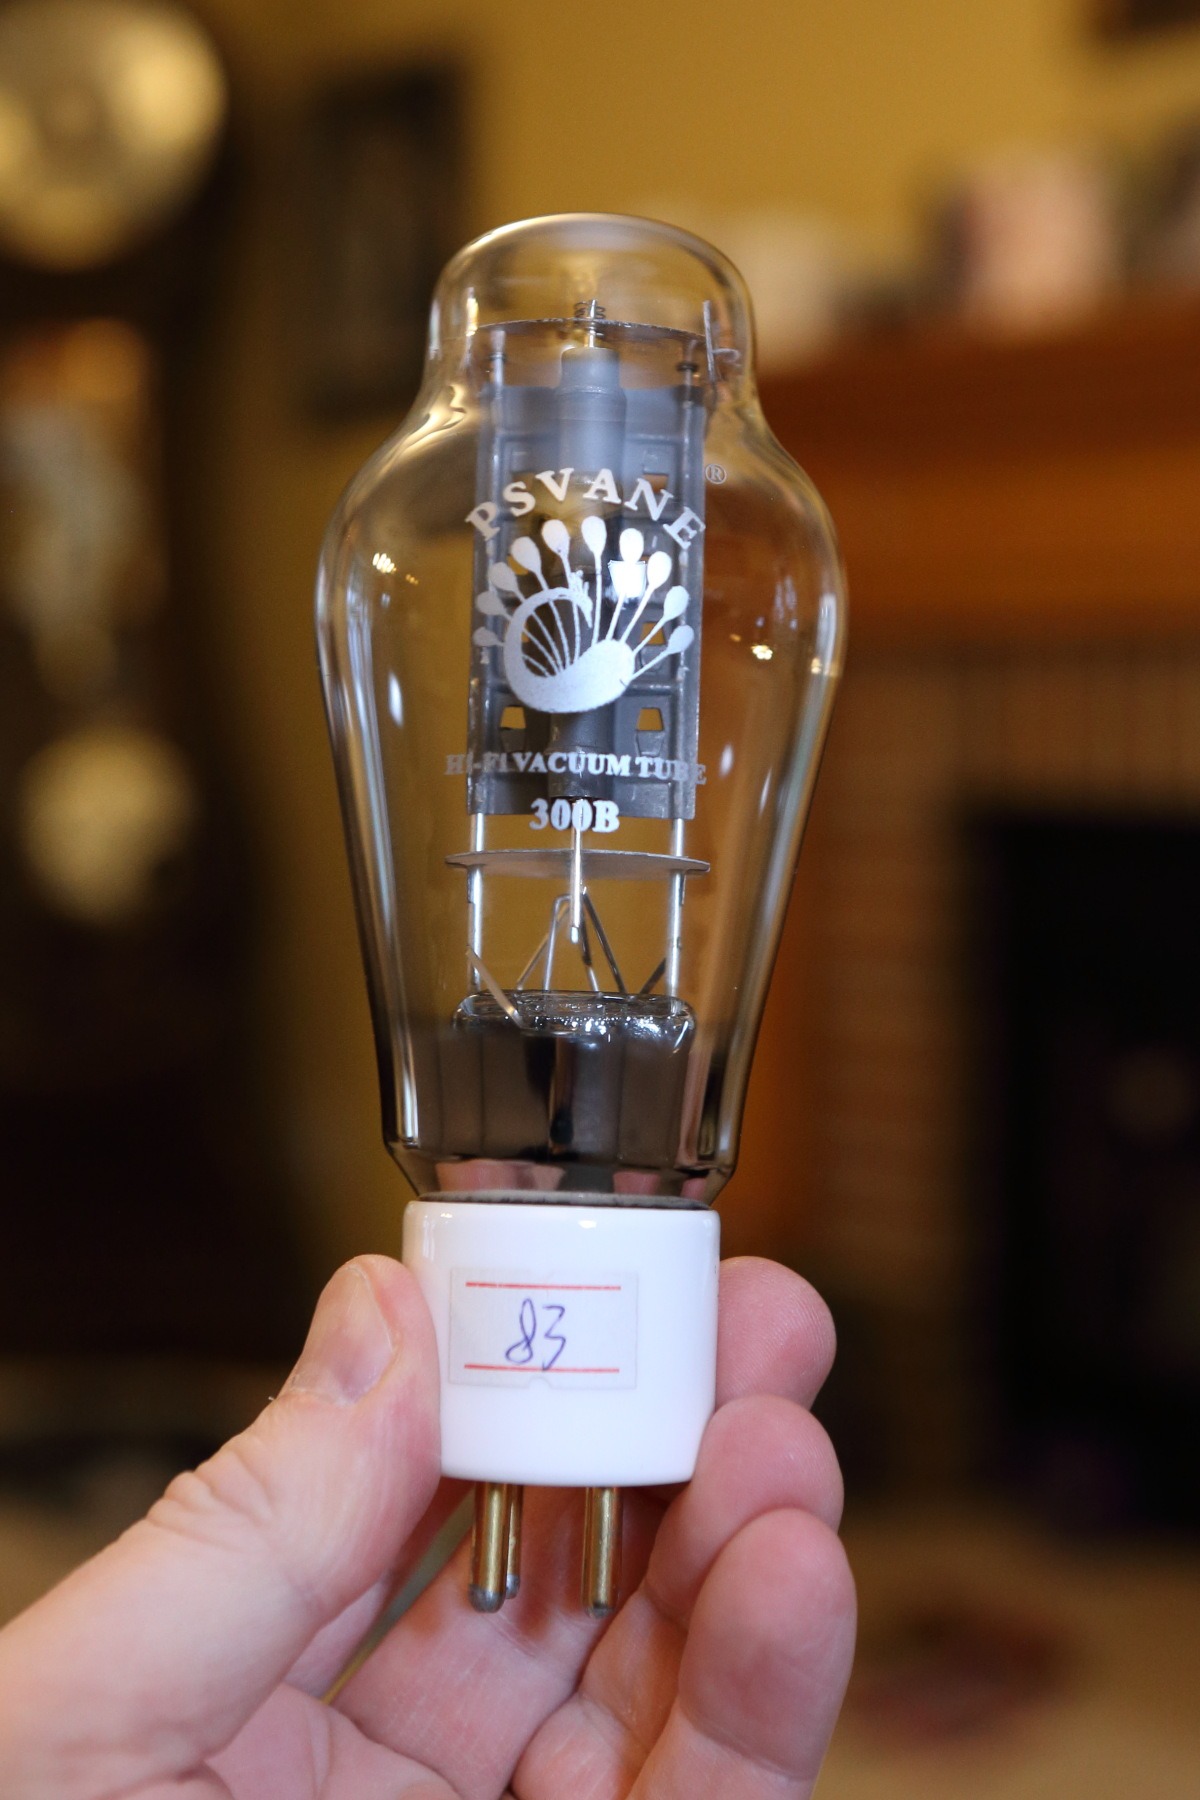 PSVANE®
HI-FI VACUUM TUBE
300B
83